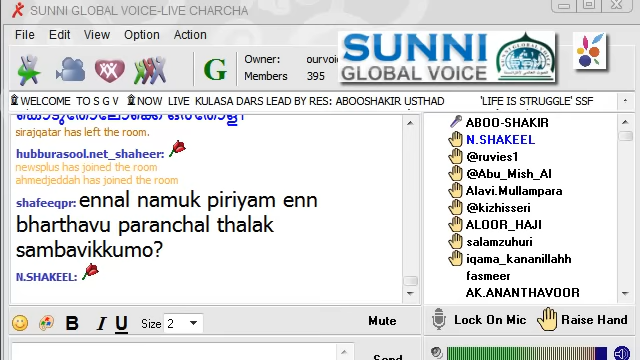 SUNNI GLOBAL VOICE-LIVE CHARCHA
File Edit View Option Action
Owner: ourvoi
Members 395
G
SUNNI
GLOBAL VOICE
WELCOME TO S G V NOW LIVE KULASA DARS LEAD BY RES: ABOOSHAKIR USTHAD 'LIFE IS STRUGGLE' SSF
sirajqatar has left the room.
hubburasool.net_shaheer:
newsplus has joined the room
ahmedjeddah has joined the room
shafeeqpr: ennal namuk piriyam enn
bharthavu paranchal thalak
sambavikkumo?
N.SHAKEEL:
ABOO-SHAKIR
N.SHAKEEL
@ruvies1
@Abu_Mish_Al
Alavi.Mullampara
@kizhisseri
ALOOR_HAJI
salamzuhuri
iqama_kananillahh
fasmeer
AK.ANANTHAVOOR
B I U Size 2 Mute
Lock On Mic Raise Hand
Send